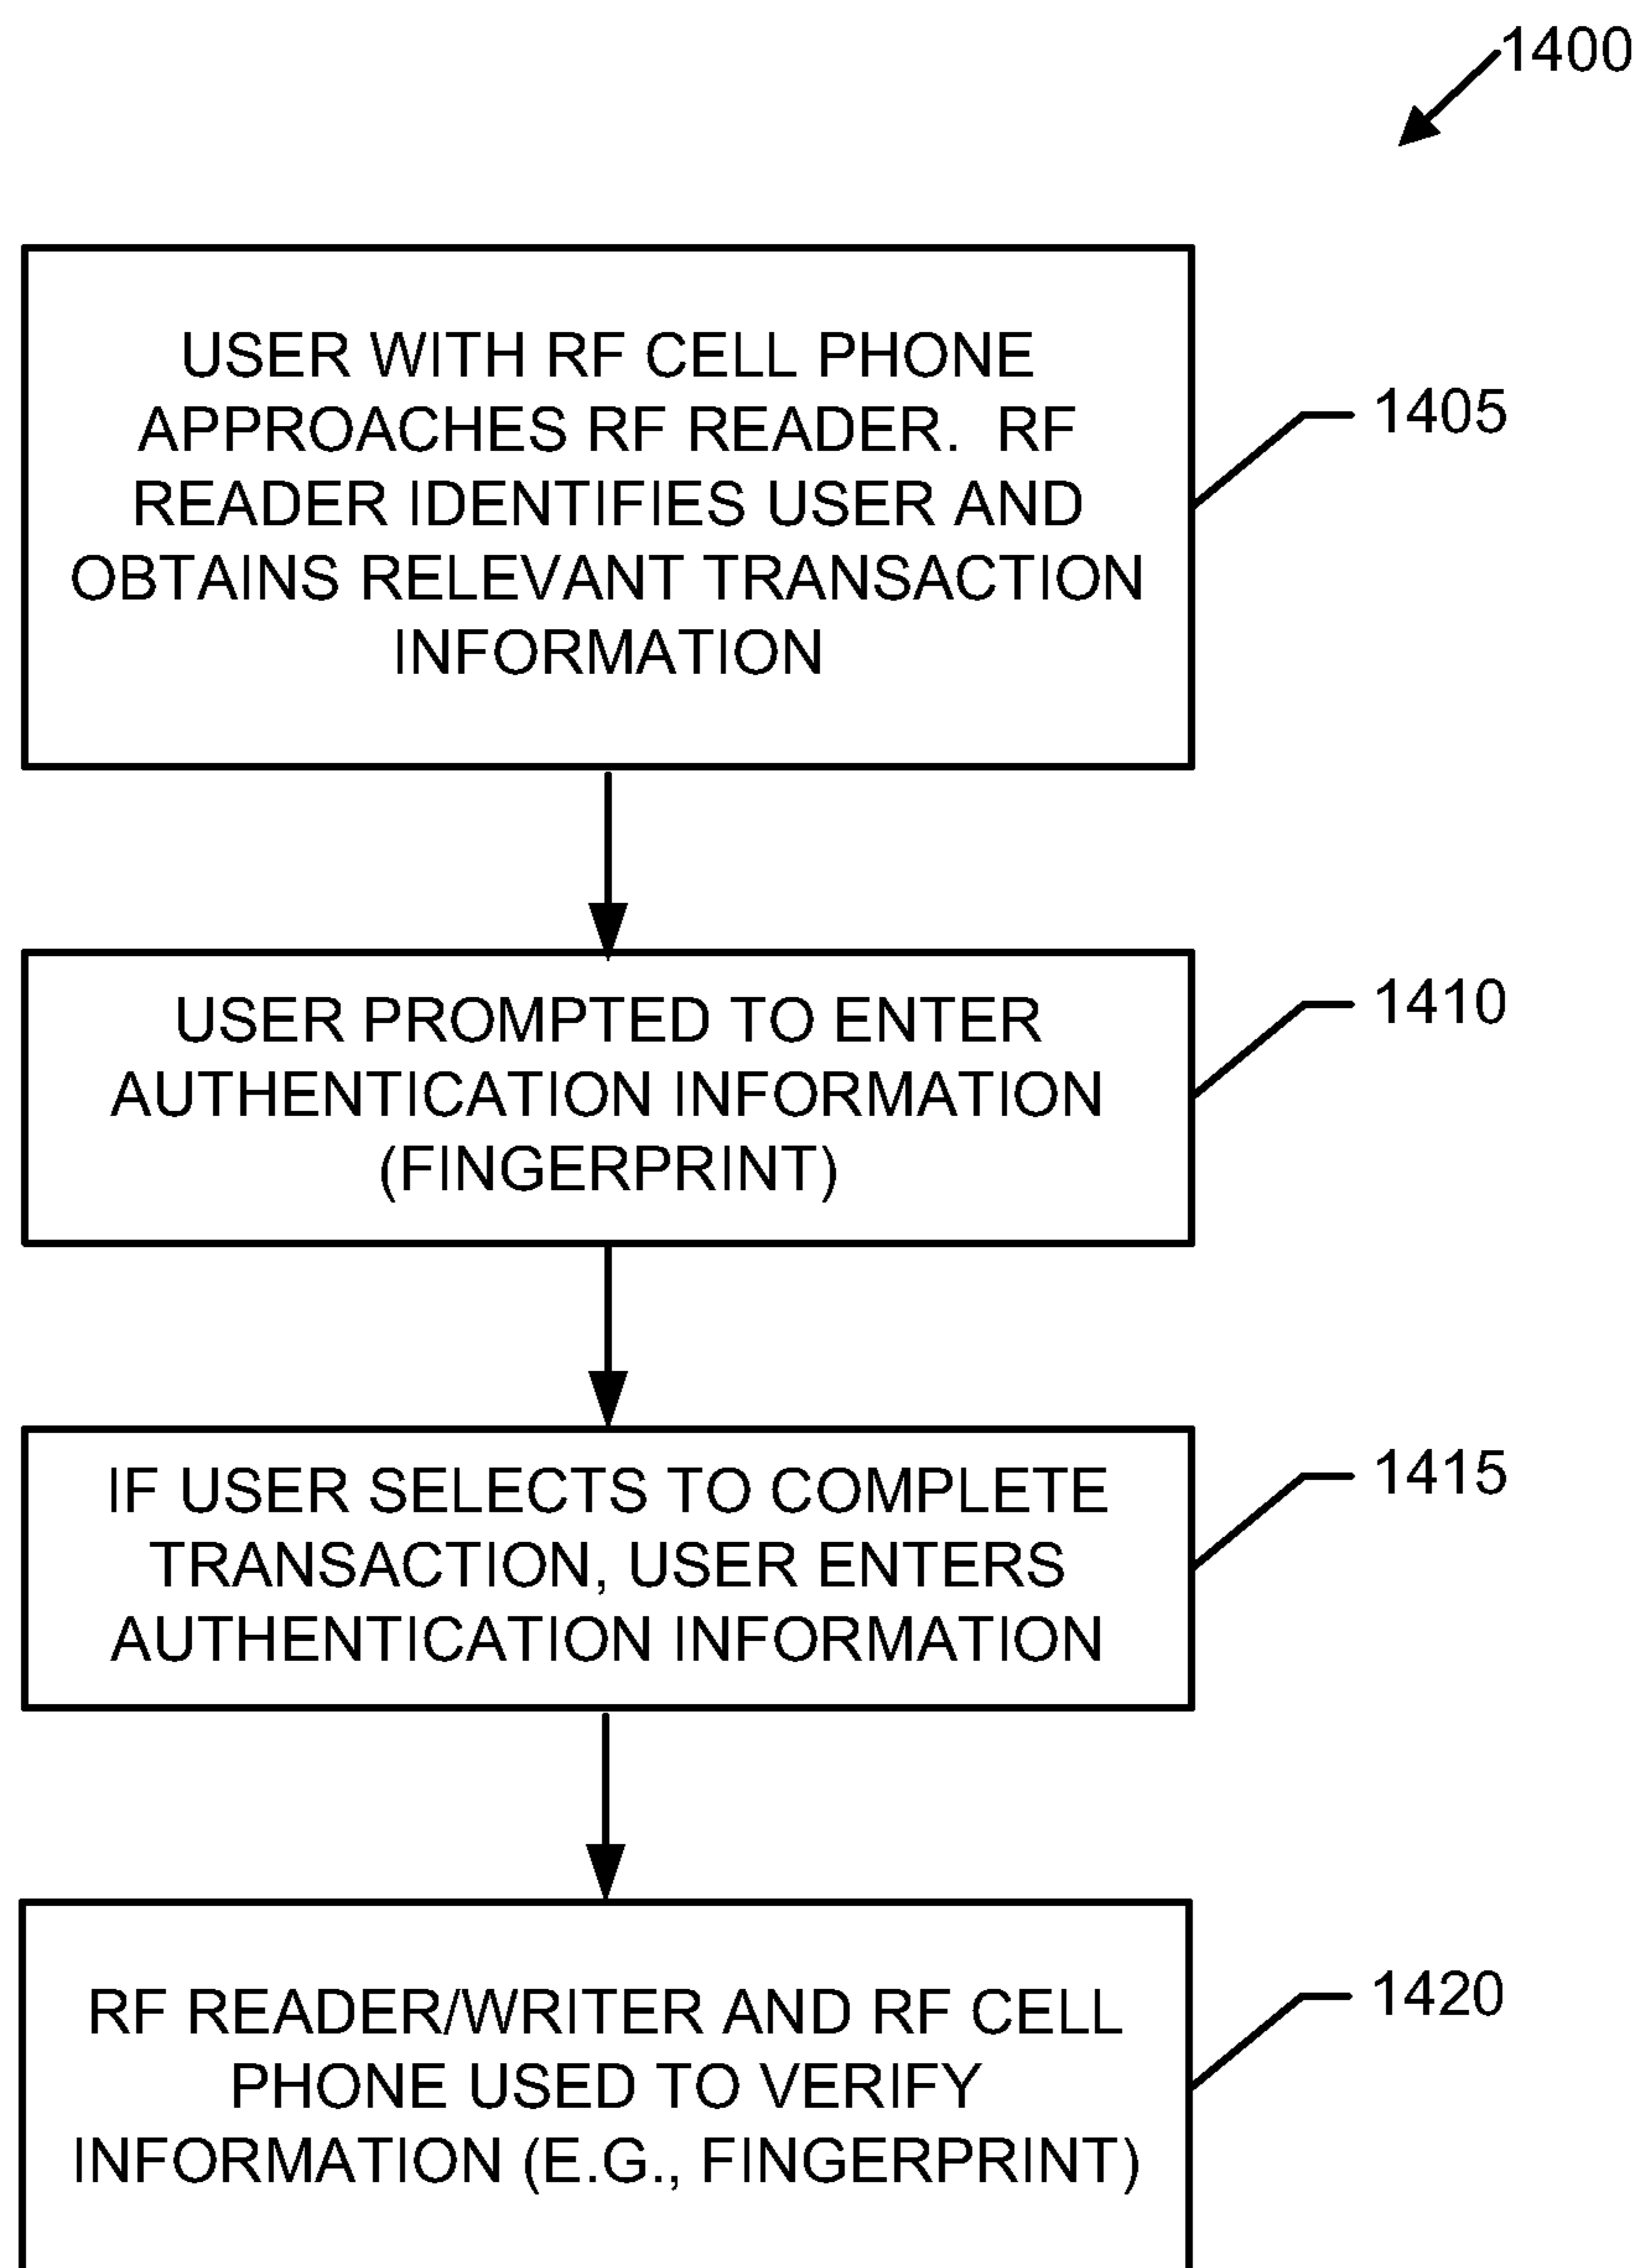 1400
USER WITH RF CELL PHONE
APPROACHES RF READER.  RF
READER IDENTIFIES USER AND
OBTAINS RELEVANT TRANSACTION
INFORMATION
1405
USER PROMPTED TO ENTER
AUTHENTICATION INFORMATION
(FINGERPRINT)
1410
IF USER SELECTS TO COMPLETE
TRANSACTION, USER ENTERS
AUTHENTICATION INFORMATION
1415
RF READER/WRITER AND RF CELL
PHONE USED TO VERIFY
INFORMATION (E.G., FINGERPRINT)
1420